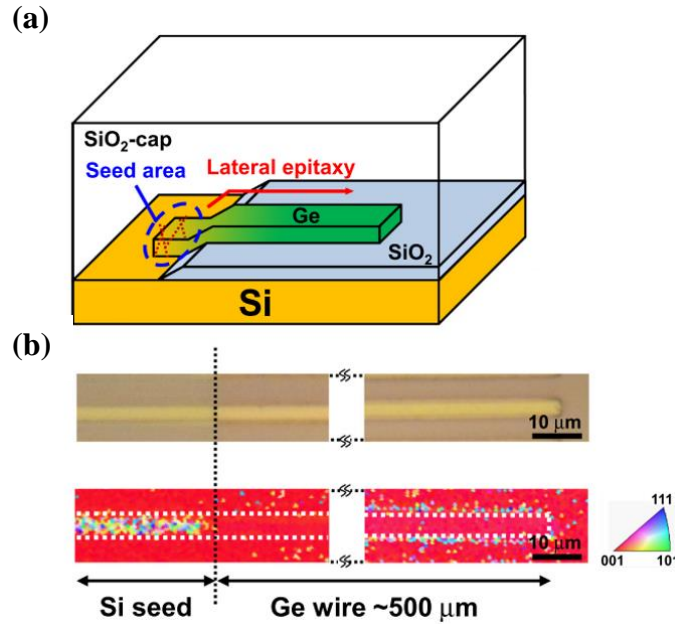 (a)
SiO₂-cap
Seed area
Lateral epitaxy
Ge
SiO₂
Si
(b)
10 μm
10 μm
111
001
Si seed
Ge wire ~500 μm